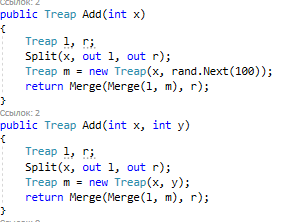 Ссылок: 2
public Treap Add(int x)
{
Treap l, r;
Split(x, out l, out r);
Treap m = new Treap(x, rand.Next(100));
return Merge(Merge(l, m), r);
}
Ссылок: 2
public Treap Add(int x, int y)
{
Treap l, r;
Split(x, out l, out r);
Treap m = new Treap(x, y);
return Merge(Merge(l, m), r);
}